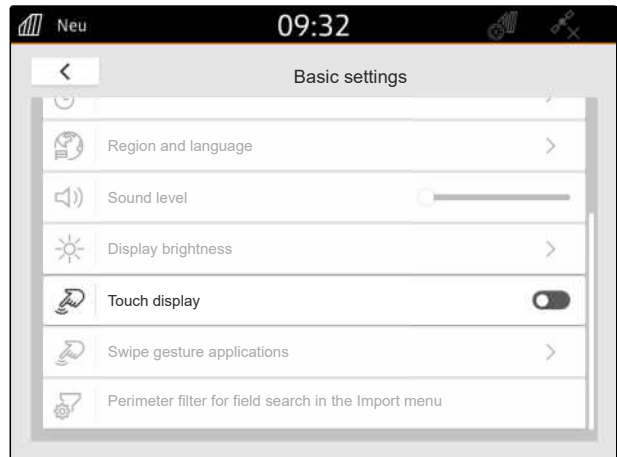 Neu
09:32
Basic settings
Region and language
Sound level
Display brightness
Touch display
Swipe gesture applications
Perimeter filter for field search in the Import menu